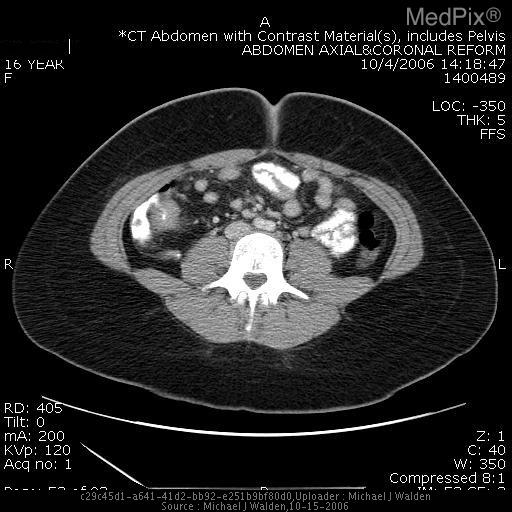 MedPix®
A
*CT Abdomen with Contrast Material(s), includes Pelvis
ABDOMEN AXIAL&CORONAL REFORM
16 YEAR
F
10/4/2006 14:18:47
1400489
LOC: -350
THK: 5
FFS
R
L
RD: 405
Tilt: 0
mA: 200
KVp: 120
Acq no: 1
Z: 1
C: 40
W: 350
Compressed 8:1
c29c45d1-a641-41d2-bb92-e251b9bf80d0,Uploader : Michael J Walden
Source : Michael J Walden,10-15-2006